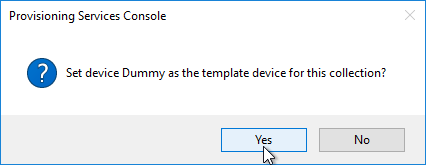 Provisioning Services Console
Set device Dummy as the template device for this collection?
Yes
No